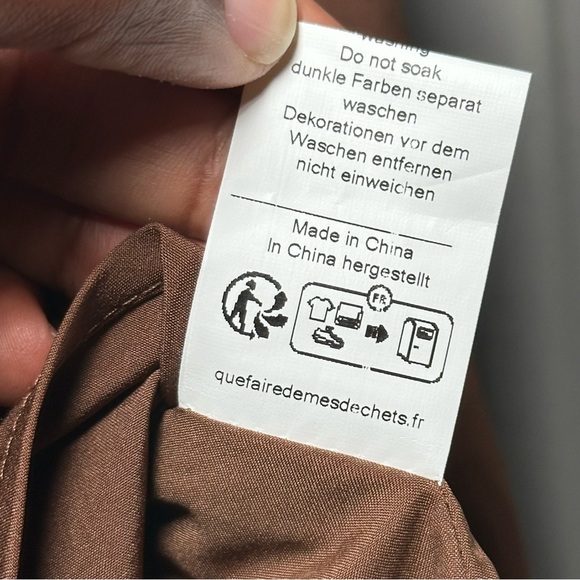 Washing
Do not soak
dunkle Farben separat
waschen
Dekorationen vor dem
Waschen entfernen
nicht einweichen
Made in China
In China hergestellt
FR
quefairedemesdechets.fr